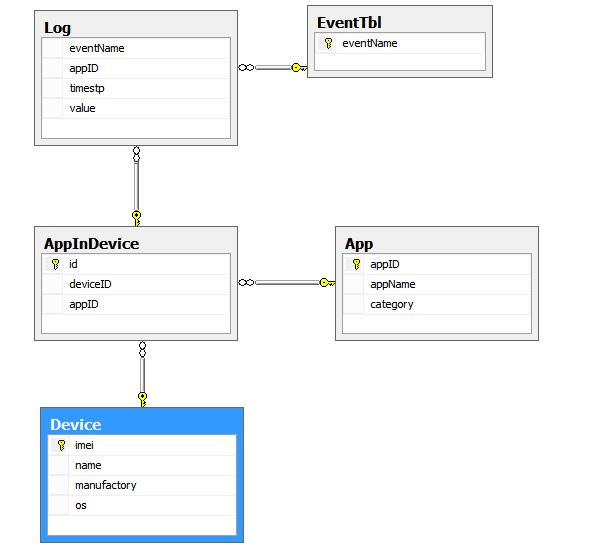 Log
eventName
appID
timestp
value
EventTbl
eventName
AppInDevice
id
deviceID
appID
App
appID
appName
category
Device
imei
name
manufactory
os